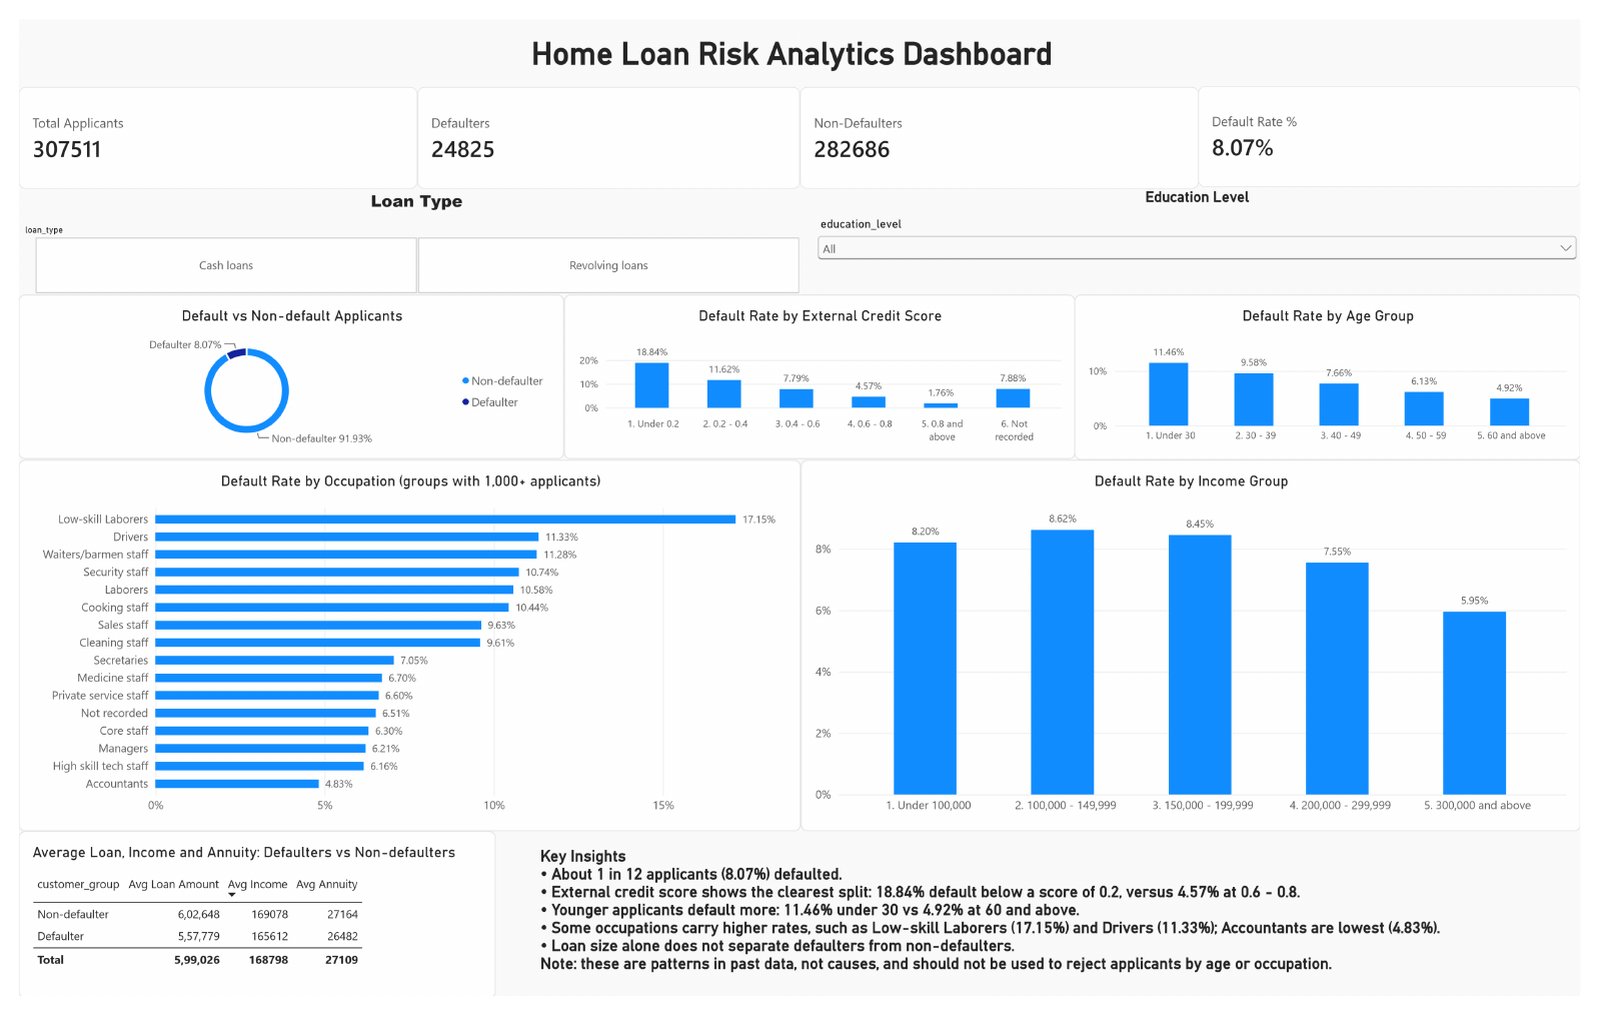 Home Loan Risk Analytics Dashboard
Total Applicants
307511
Defaulters
24825
Non-Defaulters
282686
Default Rate %
8.07%
Loan Type
loan_type
Cash loans
Revolving loans
Education Level
education_level
All
Default vs Non-default Applicants
Defaulter 8.07%
Non-defaulter 91.93%
Non-defaulter
Defaulter
Default Rate by External Credit Score
20%
10%
0%
18.84%
11.62%
7.79%
4.57%
1.76%
7.88%
1. Under 0.2
2. 0.2 - 0.4
3. 0.4 - 0.6
4. 0.6 - 0.8
5. 0.8 and
above
6. Not
recorded
Default Rate by Age Group
10%
0%
11.46%
9.58%
7.66%
6.13%
4.92%
1. Under 30
2. 30 - 39
3. 40 - 49
4. 50 - 59
5. 60 and above
Default Rate by Occupation (groups with 1,000+ applicants)
Low-skill Laborers 17.15%
Drivers 11.33%
Waiters/barmen staff 11.28%
Security staff 10.74%
Laborers 10.58%
Cooking staff 10.44%
Sales staff 9.63%
Cleaning staff 9.61%
Secretaries 7.05%
Medicine staff 6.70%
Private service staff 6.60%
Not recorded 6.51%
Core staff 6.30%
Managers 6.21%
High skill tech staff 6.16%
Accountants 4.83%
0% 5% 10% 15%
Default Rate by Income Group
8%
6%
4%
2%
0%
8.20%
8.62%
8.45%
7.55%
5.95%
1. Under 100,000
2. 100,000 - 149,999
3. 150,000 - 199,999
4. 200,000 - 299,999
5. 300,000 and above
Average Loan, Income and Annuity: Defaulters vs Non-defaulters
customer_group Avg Loan Amount Avg Income Avg Annuity
Non-defaulter 6,02,648 169078 27164
Defaulter 5,57,779 165612 26482
Total 5,99,026 168798 27109
Key Insights
• About 1 in 12 applicants (8.07%) defaulted.
• External credit score shows the clearest split: 18.84% default below a score of 0.2, versus 4.57% at 0.6 - 0.8.
• Younger applicants default more: 11.46% under 30 vs 4.92% at 60 and above.
• Some occupations carry higher rates, such as Low-skill Laborers (17.15%) and Drivers (11.33%); Accountants are lowest (4.83%).
• Loan size alone does not separate defaulters from non-defaulters.
Note: these are patterns in past data, not causes, and should not be used to reject applicants by age or occupation.